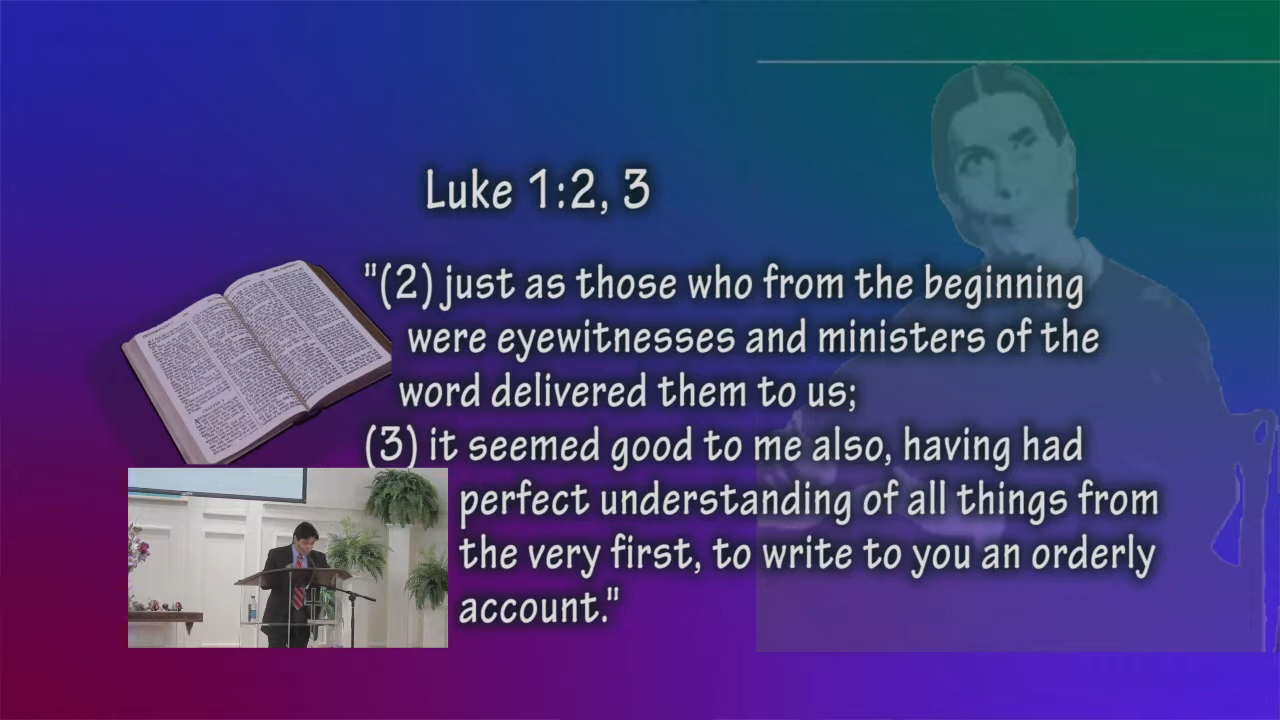 Luke 1:2, 3
"(2) just as those who from the beginning
were eyewitnesses and ministers of the
word delivered them to us;
(3) it seemed good to me also, having had
perfect understanding of all things from
the very first, to write to you an orderly
account."